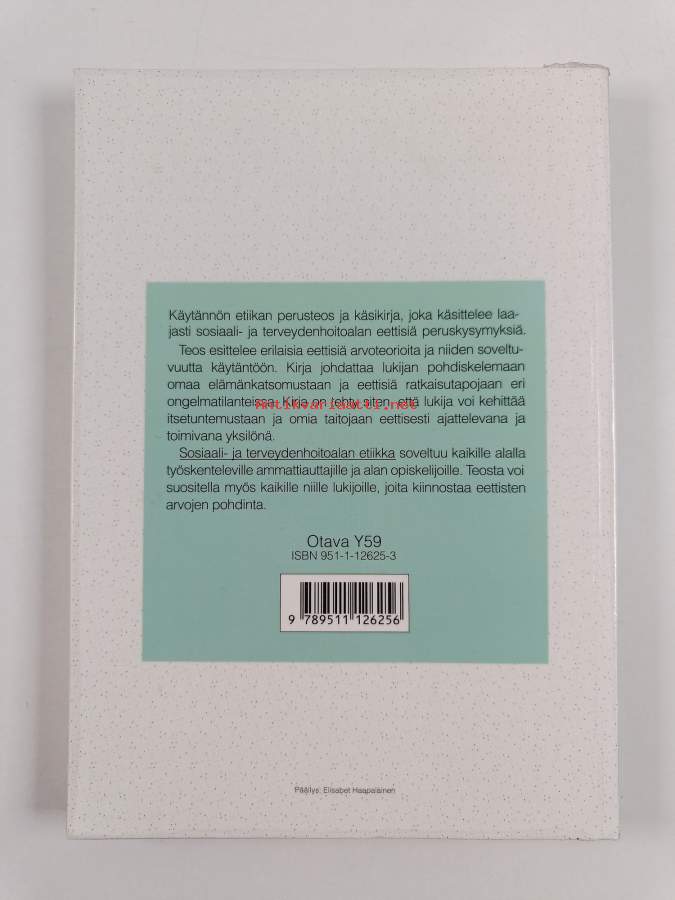 Käytännön etiikan perusteos ja käsikirja, joka käsittelee laa-
jasti sosiaali- ja terveydenhoitoalan eettisiä peruskysymyksiä.
Teos esittelee erilaisia eettisiä arvoteorioita ja niiden soveltu-
vuutta käytäntöön. Kirja johdattaa lukijan pohdiskelemaan
omaa elämänkatsomustaan ja eettisiä ratkaisutapojaan eri
ongelmatilanteissa. Kirja on tehty siten, että lukija voi kehittää
Antikvariaatti.net
itsetuntemustaan ja omia taitojaan eettisesti ajattelevana ja
toimivana yksilönä.
Sosiaali- ja terveydenhoitoalan etiikka soveltuu kaikille alalla
työskenteleville ammattiauttajille ja alan opiskelijoille. Teosta voi
suositella myös kaikille niille lukijoille, joita kiinnostaa eettisten
arvojen pohdinta.
Otava Y59
ISBN 951-1-12625-3
9 789511 126256
Päällys: Elisabet Haapalainen